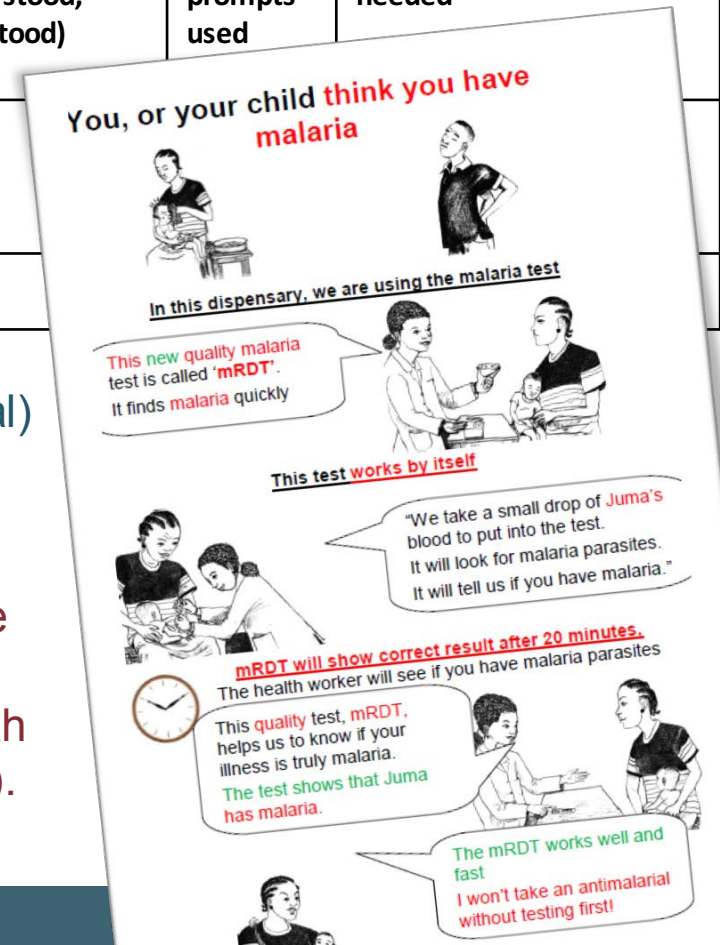 stood,
tood)
prompts
used
needed
You, or your child think you have
malaria
In this dispensary, we are using the malaria test
This new quality malaria
test is called ‘mRDT’.
It finds malaria quickly
This test works by itself
“We take a small drop of Juma’s
blood to put into the test.
It will look for malaria parasites.
It will tell us if you have malaria.”
mRDT will show correct result after 20 minutes.
The health worker will see if you have malaria parasites
This quality test, mRDT,
helps us to know if your
illness is truly malaria.
The test shows that Juma
has malaria.
The mRDT works well and
fast
I won’t take an antimalarial
without testing first!
al)
e
h
).